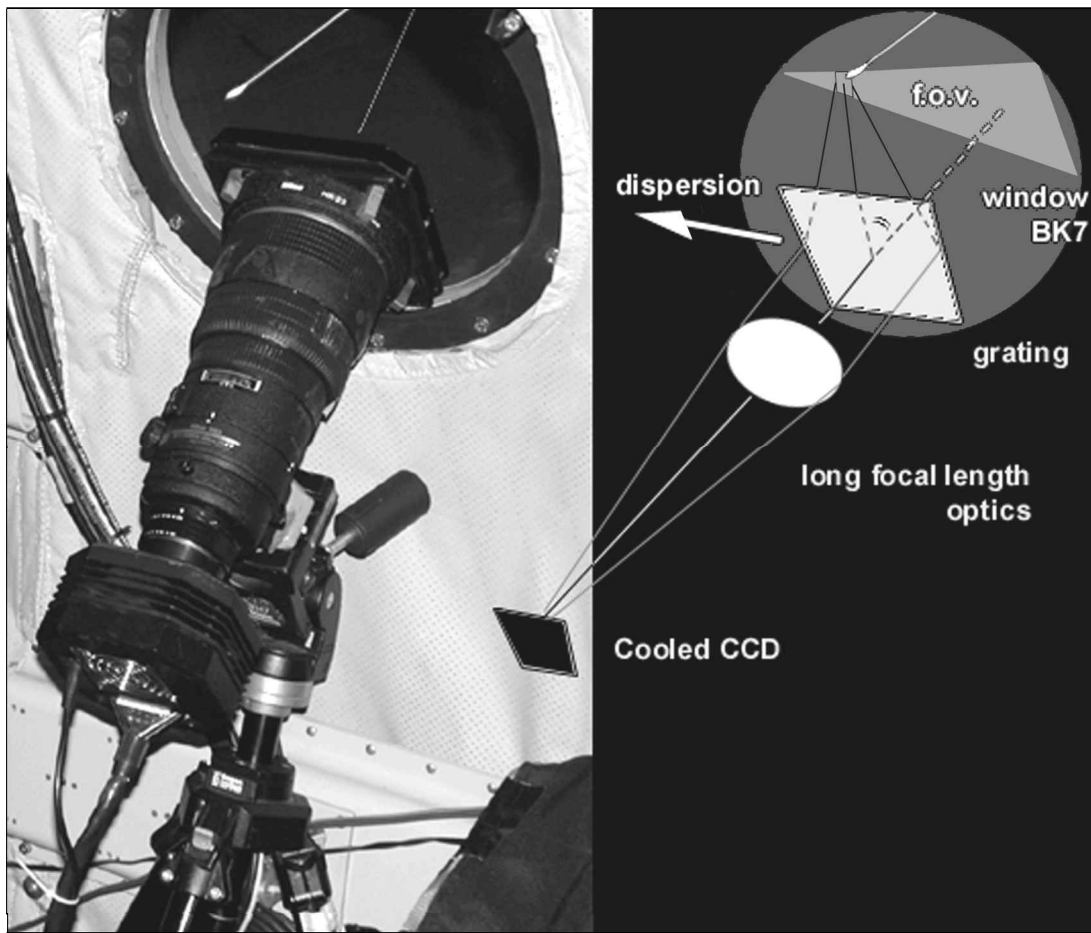 f.o.v.
dispersion
window
BK7
grating
long focal length
optics
Cooled CCD